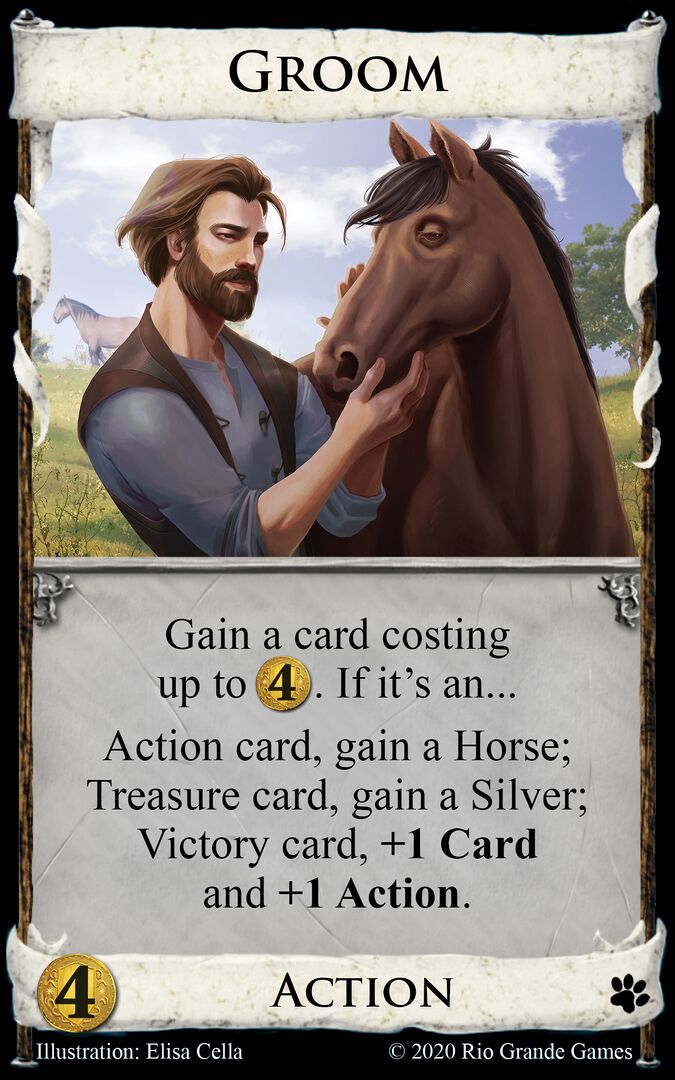 GROOM
Gain a card costing
up to 4. If it's an...
Action card, gain a Horse;
Treasure card, gain a Silver;
Victory card, +1 Card
and +1 Action.
4 ACTION
Illustration: Elisa Cella © 2020 Rio Grande Games